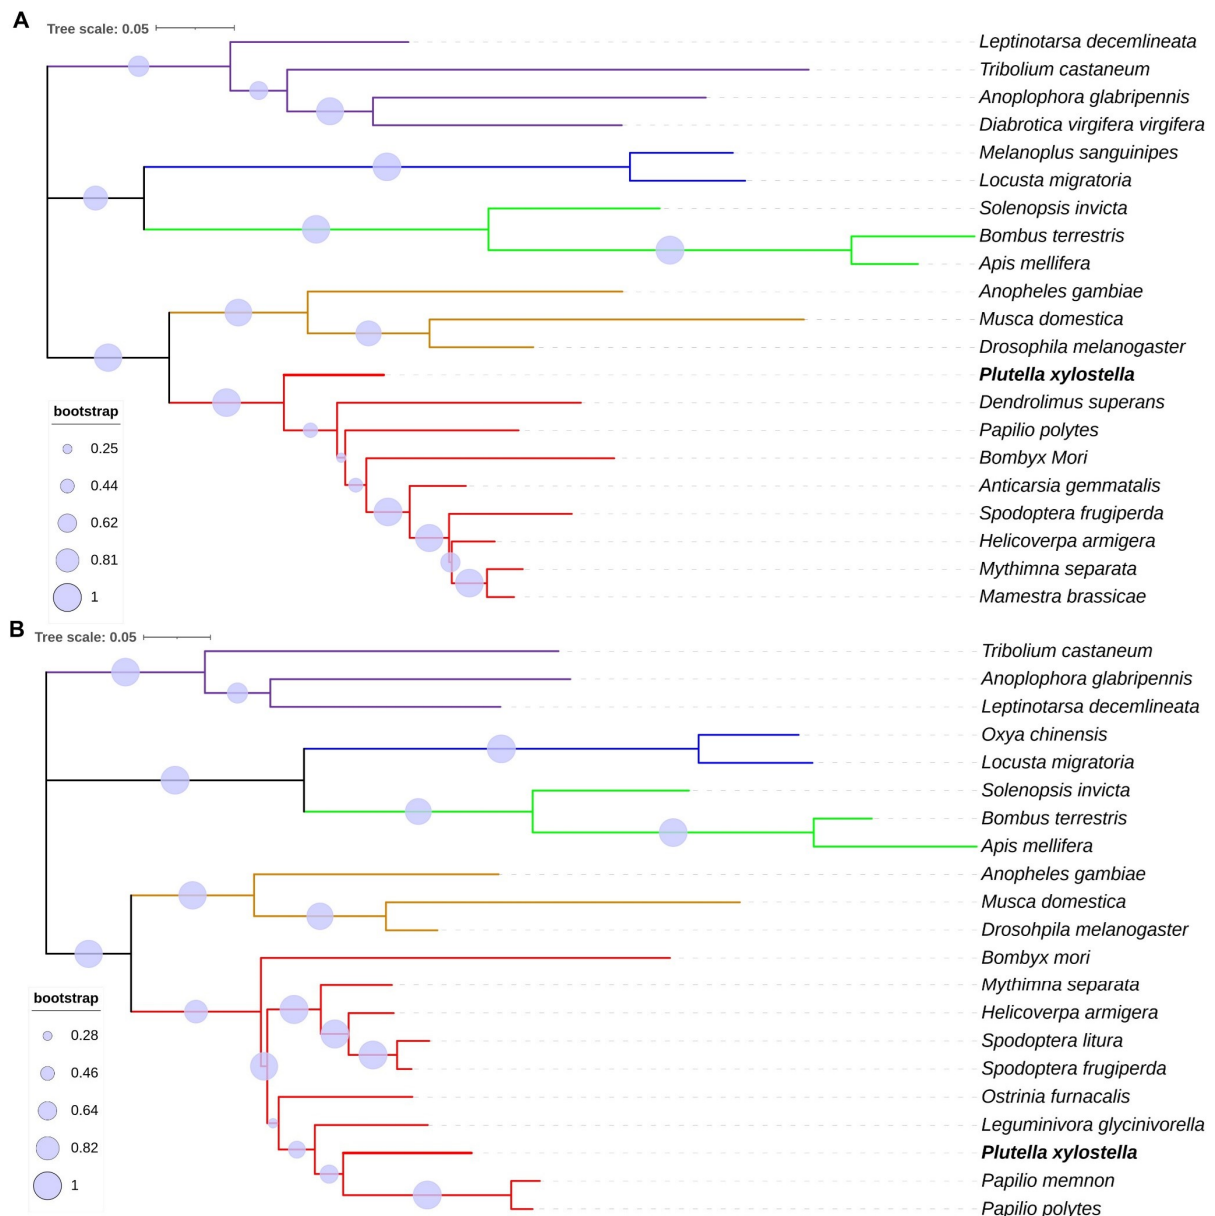 A
Tree scale: 0.05
Leptinotarsa decemlineata
Tribolium castaneum
Anoplophora glabripennis
Diabrotica virgifera virgifera
Melanoplus sanguinipes
Locusta migratoria
Solenopsis invicta
Bombus terrestris
Apis mellifera
Anopheles gambiae
Musca domestica
Drosophila melanogaster
Plutella xylostella
Dendrolimus superans
Papilio polytes
Bombyx Mori
Anticarsia gemmatalis
Spodoptera frugiperda
Helicoverpa armigera
Mythimna separata
Mamestra brassicae
bootstrap
0.25
0.44
0.62
0.81
1
B
Tree scale: 0.05
Tribolium castaneum
Anoplophora glabripennis
Leptinotarsa decemlineata
Oxya chinensis
Locusta migratoria
Solenopsis invicta
Bombus terrestris
Apis mellifera
Anopheles gambiae
Musca domestica
Drosohpila melanogaster
Bombyx mori
Mythimna separata
Helicoverpa armigera
Spodoptera litura
Spodoptera frugiperda
Ostrinia furnacalis
Leguminivora glycinivorella
Plutella xylostella
Papilio memnon
Papilio polytes
bootstrap
0.28
0.46
0.64
0.82
1